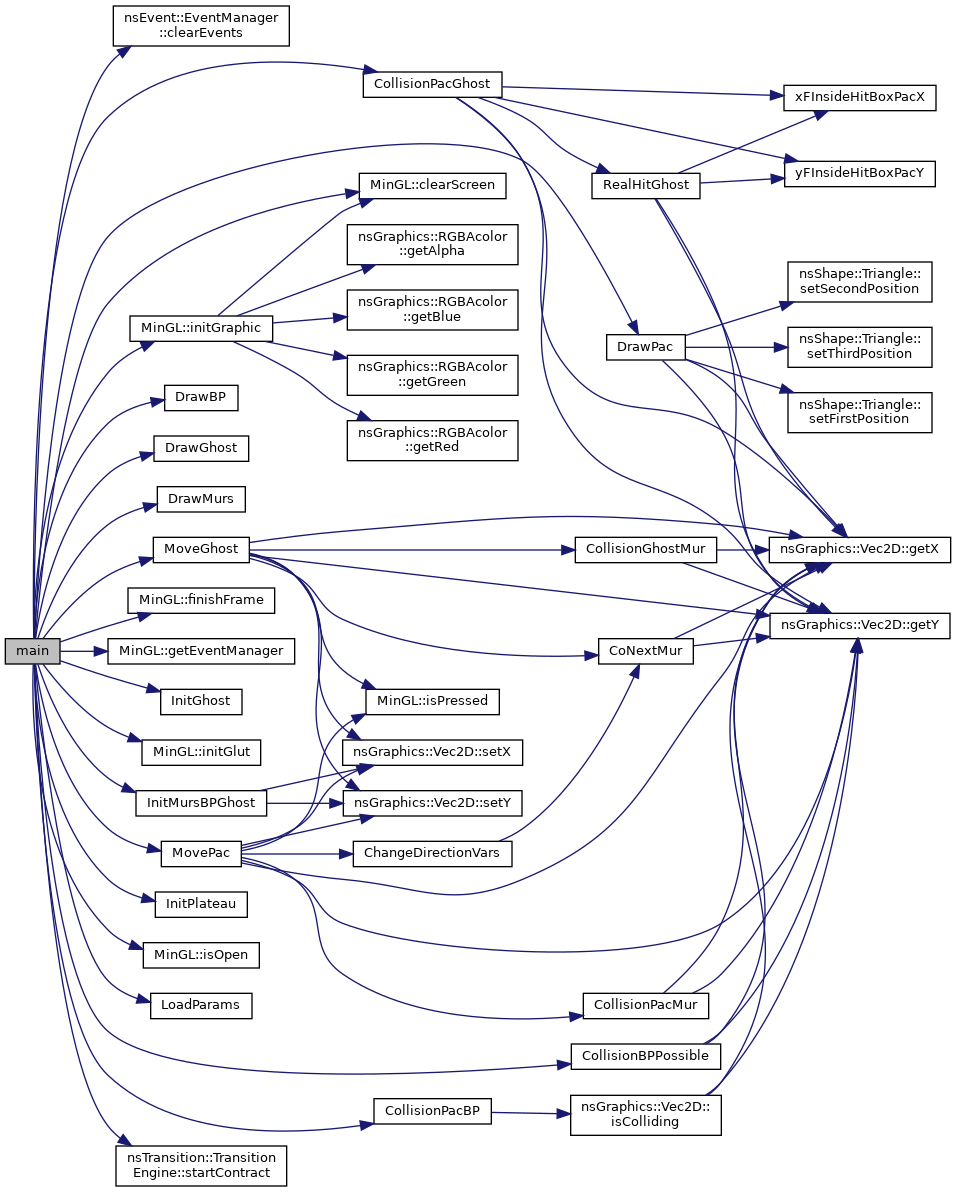 nsEvent::EventManager
::clearEvents
CollisionPacGhost
xFInsideHitBoxPacX
yFInsideHitBoxPacY
RealHitGhost
MinGL::clearScreen
nsGraphics::RGBAcolor
::getAlpha
nsShape::Triangle::
setSecondPosition
MinGL::initGraphic
nsGraphics::RGBAcolor
::getBlue
DrawPac
nsShape::Triangle::
setThirdPosition
nsGraphics::RGBAcolor
::getGreen
DrawBP
nsShape::Triangle::
setFirstPosition
nsGraphics::RGBAcolor
::getRed
DrawGhost
DrawMurs
MoveGhost
CollisionGhostMur
nsGraphics::Vec2D::getX
MinGL::finishFrame
nsGraphics::Vec2D::getY
main
MinGL::getEventManager
CoNextMur
InitGhost
MinGL::isPressed
MinGL::initGlut
nsGraphics::Vec2D::setX
InitMursBPGhost
nsGraphics::Vec2D::setY
MovePac
ChangeDirectionVars
InitPlateau
MinGL::isOpen
LoadParams
CollisionPacMur
CollisionBPPossible
CollisionPacBP
nsGraphics::Vec2D::
isColliding
nsTransition::Transition
Engine::startContract